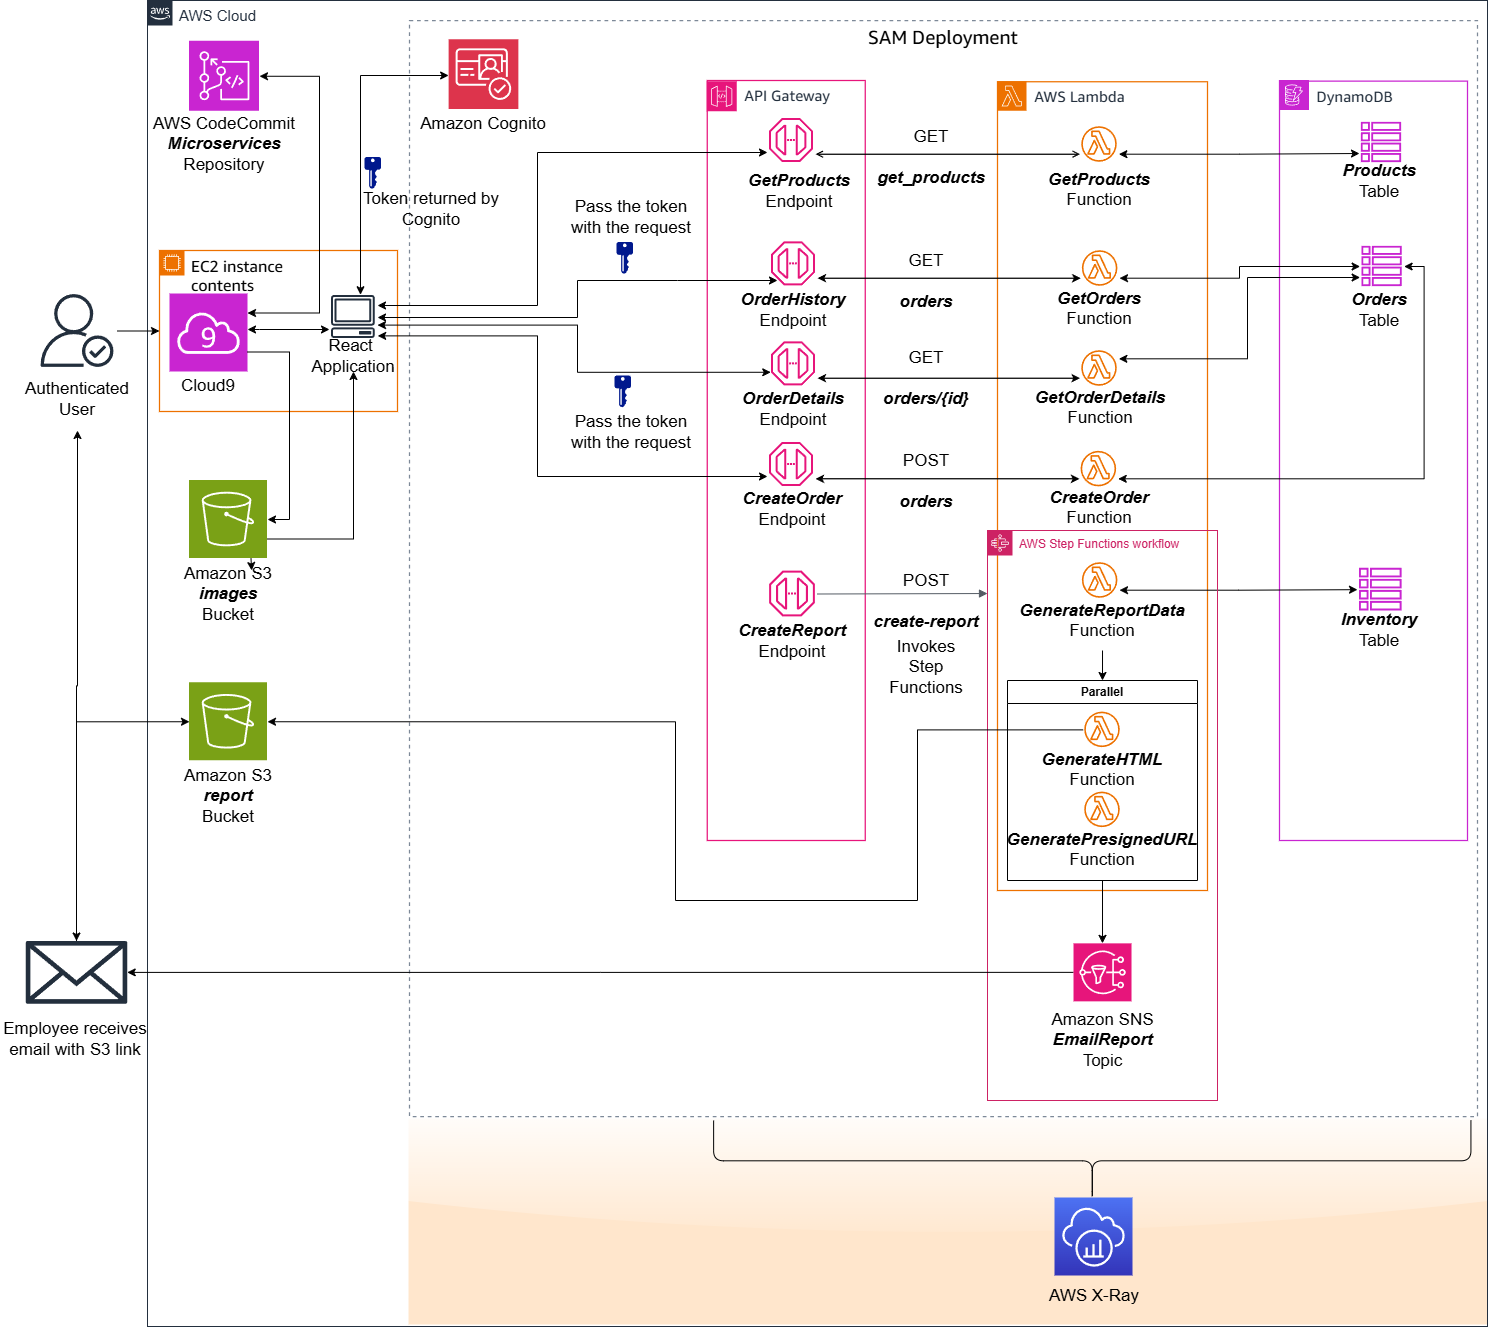 aws
AWS Cloud
SAM Deployment
AWS CodeCommit
Microservices
Repository
Amazon Cognito
Token returned by
Cognito
EC2 instance
contents
9
Cloud9
React
Application
Authenticated
User
Amazon S3
images
Bucket
Amazon S3
report
Bucket
Employee receives
email with S3 link
Pass the token
with the request
Pass the token
with the request
API Gateway
GetProducts
Endpoint
OrderHistory
Endpoint
OrderDetails
Endpoint
CreateOrder
Endpoint
CreateReport
Endpoint
GET
get_products
GET
orders
GET
orders/{id}
POST
orders
POST
create-report
Invokes
Step
Functions
AWS Lambda
GetProducts
Function
GetOrders
Function
GetOrderDetails
Function
CreateOrder
Function
AWS Step Functions workflow
GenerateReportData
Function
Parallel
GenerateHTML
Function
GeneratePresignedURL
Function
Amazon SNS
EmailReport
Topic
DynamoDB
Products
Table
Orders
Table
Inventory
Table
AWS X-Ray